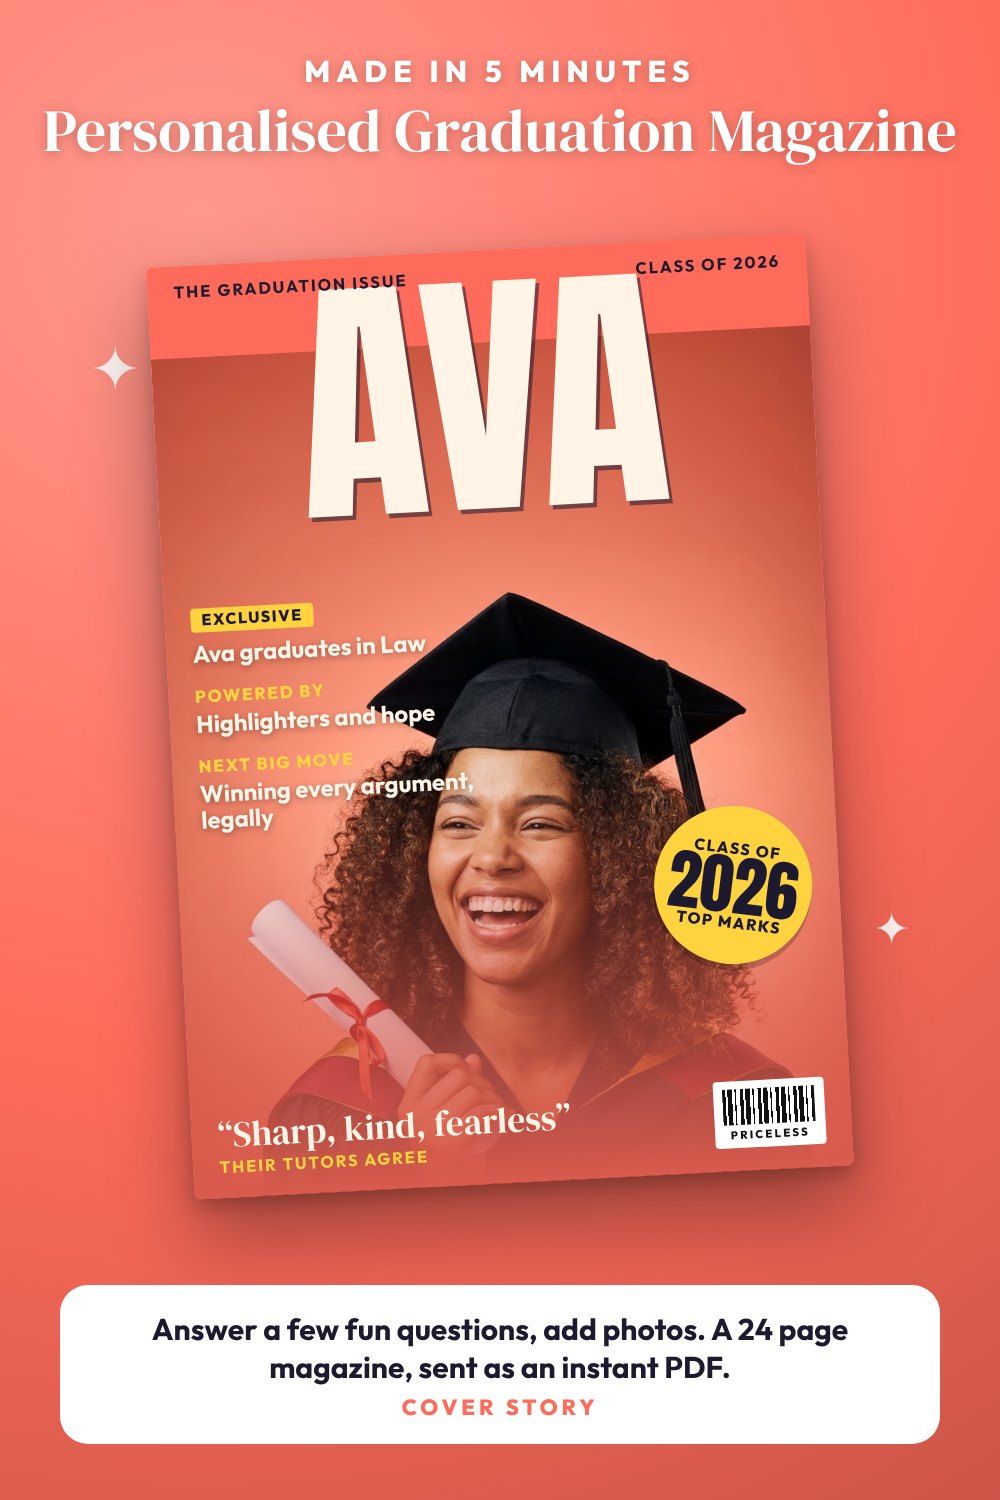 MADE IN 5 MINUTES
Personalised Graduation Magazine
THE GRADUATION ISSUE
CLASS OF 2026
AVA
EXCLUSIVE
Ava graduates in Law
POWERED BY
Highlighters and hope
NEXT BIG MOVE
Winning every argument,
legally
CLASS OF
2026
TOP MARKS
“Sharp, kind, fearless”
THEIR TUTORS AGREE
PRICELESS
Answer a few fun questions, add photos. A 24 page
magazine, sent as an instant PDF.
COVER STORY